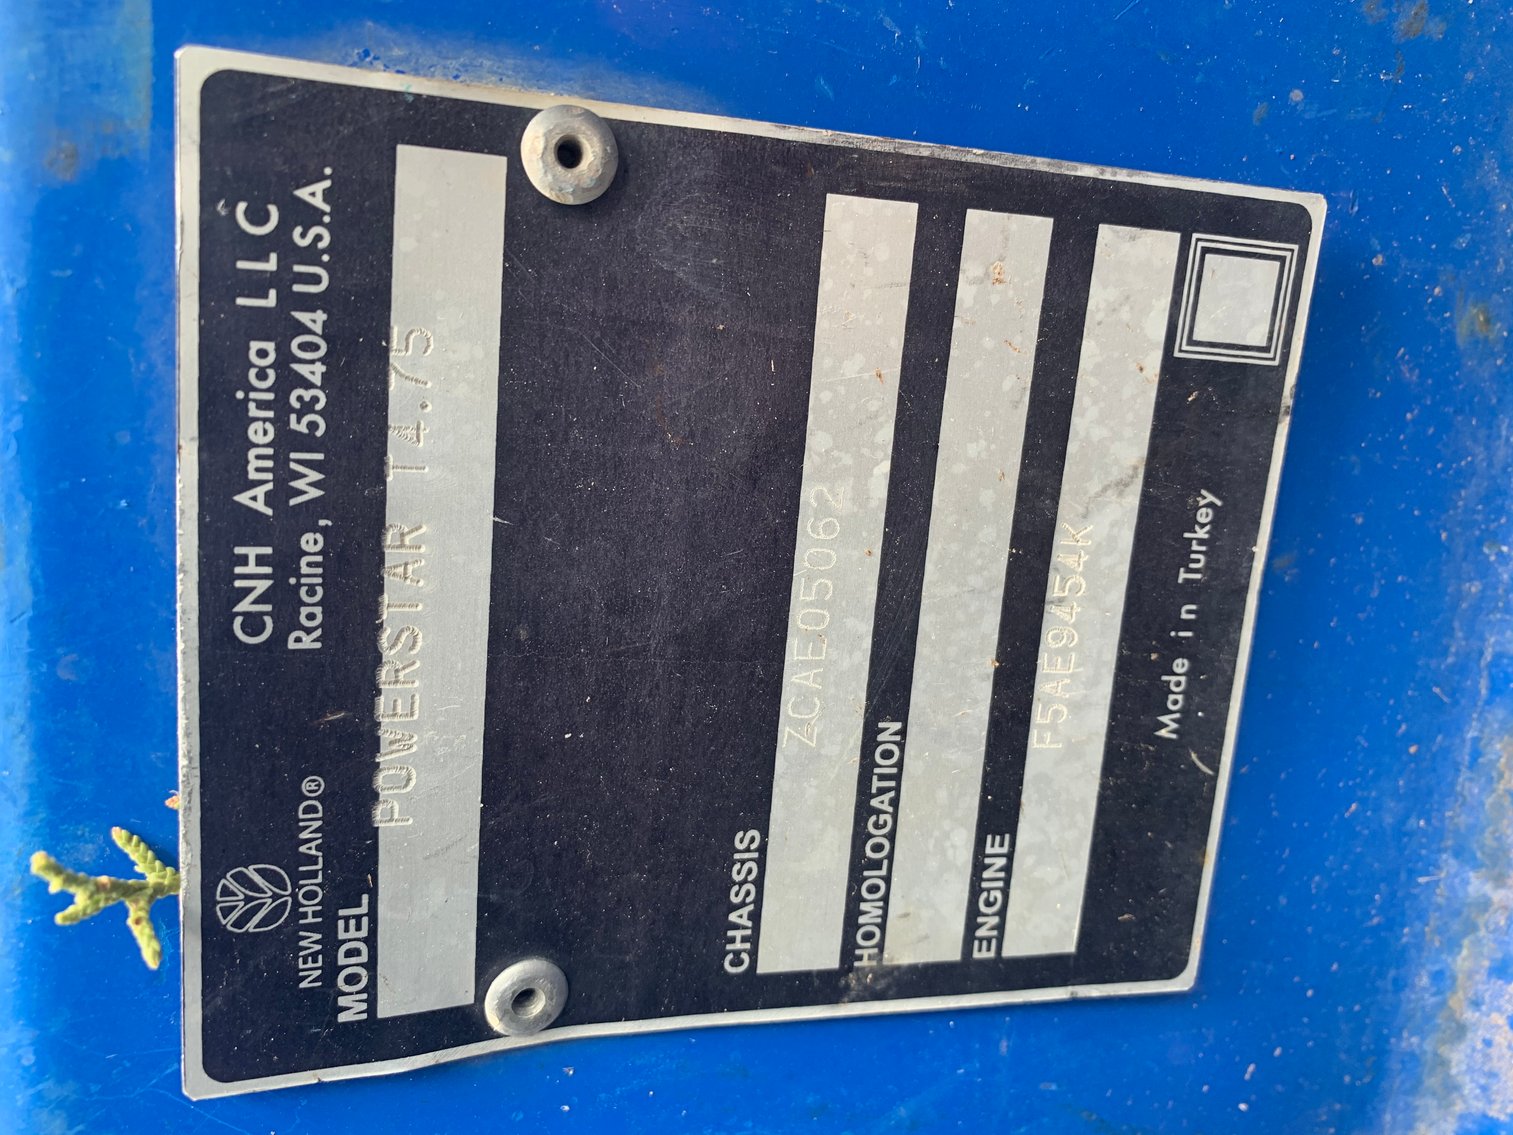 CNH America LLC
Racine, WI 53404 U.S.A.
NEW HOLLAND®
MODEL
POWERSTAR T4.75
CHASSIS
ZCAE05062
HOMOLOGATION
ENGINE
F5AE9454K
Made in Turkey